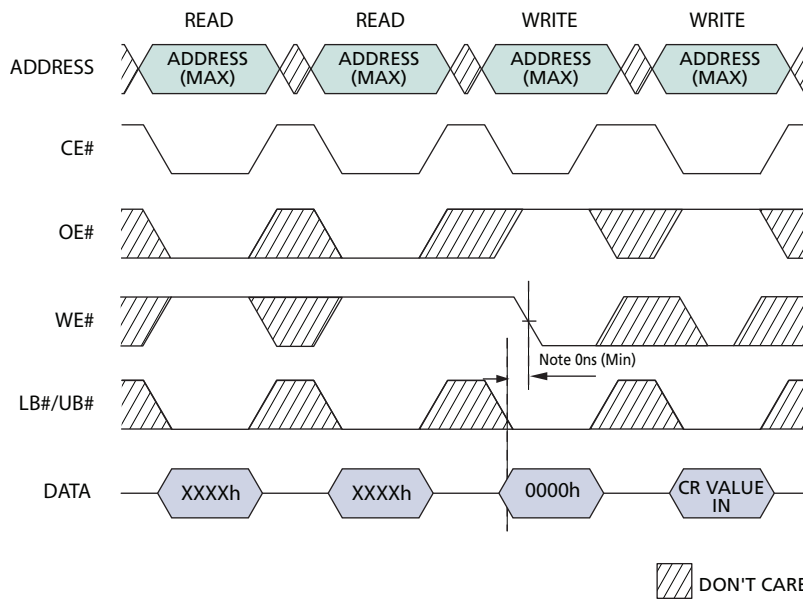 READ READ WRITE WRITE
ADDRESS
ADDRESS (MAX)
ADDRESS (MAX)
ADDRESS (MAX)
ADDRESS (MAX)
CE#
OE#
WE#
Note 0ns (Min)
LB#/UB#
DATA
XXXXh XXXXh 0000h CR VALUE IN
DON'T CARE